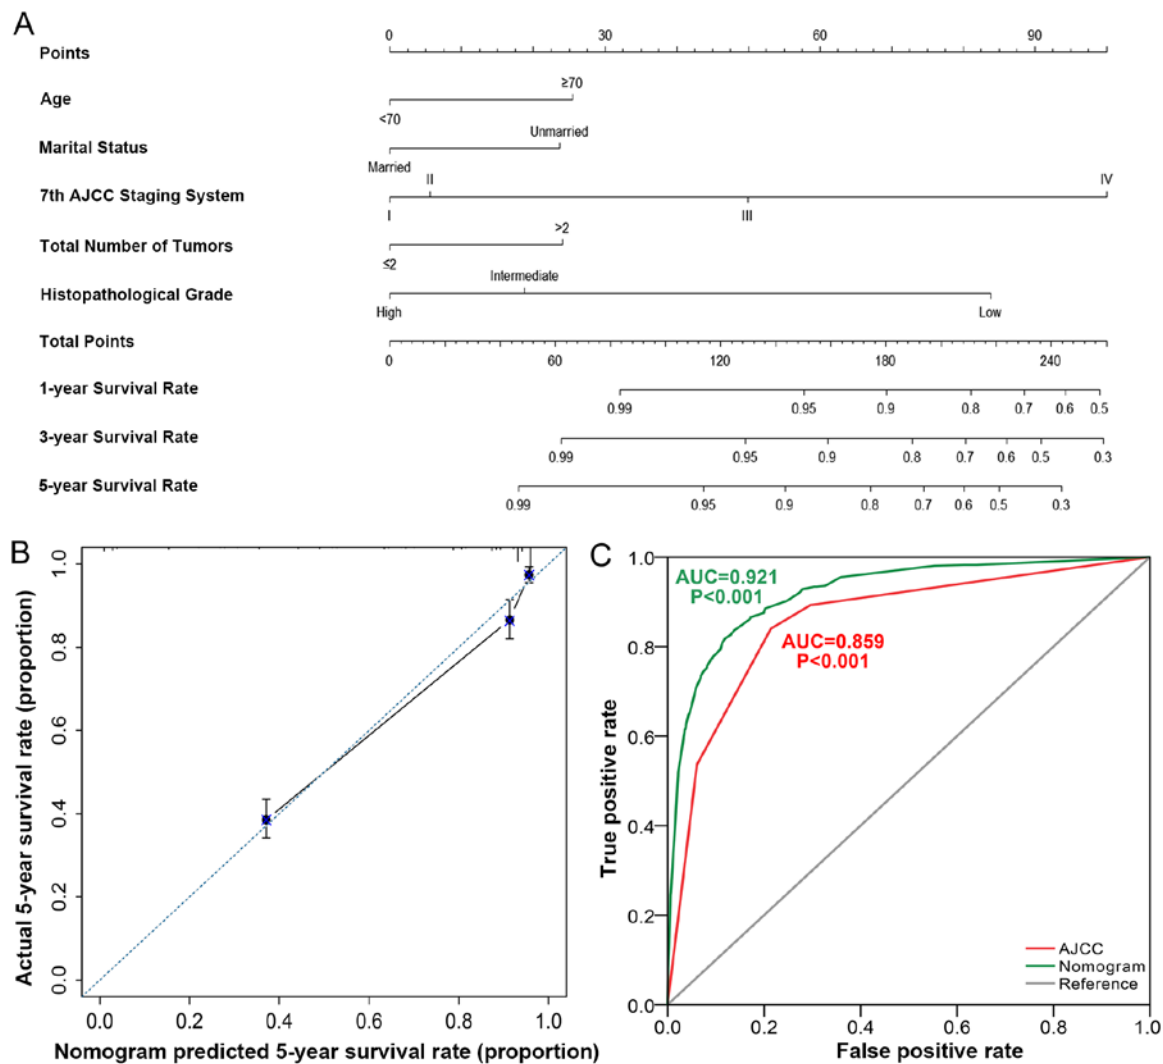 A
Points
0 30 60 90
Age
≥70
<70
Marital Status
Unmarried
Married
7th AJCC Staging System
II IV
I III
Total Number of Tumors
>2
≤2
Histopathological Grade
Intermediate
High Low
Total Points
0 60 120 180 240
1-year Survival Rate
0.99 0.95 0.9 0.8 0.7 0.6 0.5
3-year Survival Rate
0.99 0.95 0.9 0.8 0.7 0.6 0.5 0.3
5-year Survival Rate
0.99 0.95 0.9 0.8 0.7 0.6 0.5 0.3
B
Actual 5-year survival rate (proportion)
1.0
0.8
0.6
0.4
0.2
0.0
0.0 0.2 0.4 0.6 0.8 1.0
Nomogram predicted 5-year survival rate (proportion)
C
True positive rate
1.0
0.8
0.6
0.4
0.2
0.0
AUC=0.921
P<0.001
AUC=0.859
P<0.001
AJCC
Nomogram
Reference
0.0 0.2 0.4 0.6 0.8 1.0
False positive rate